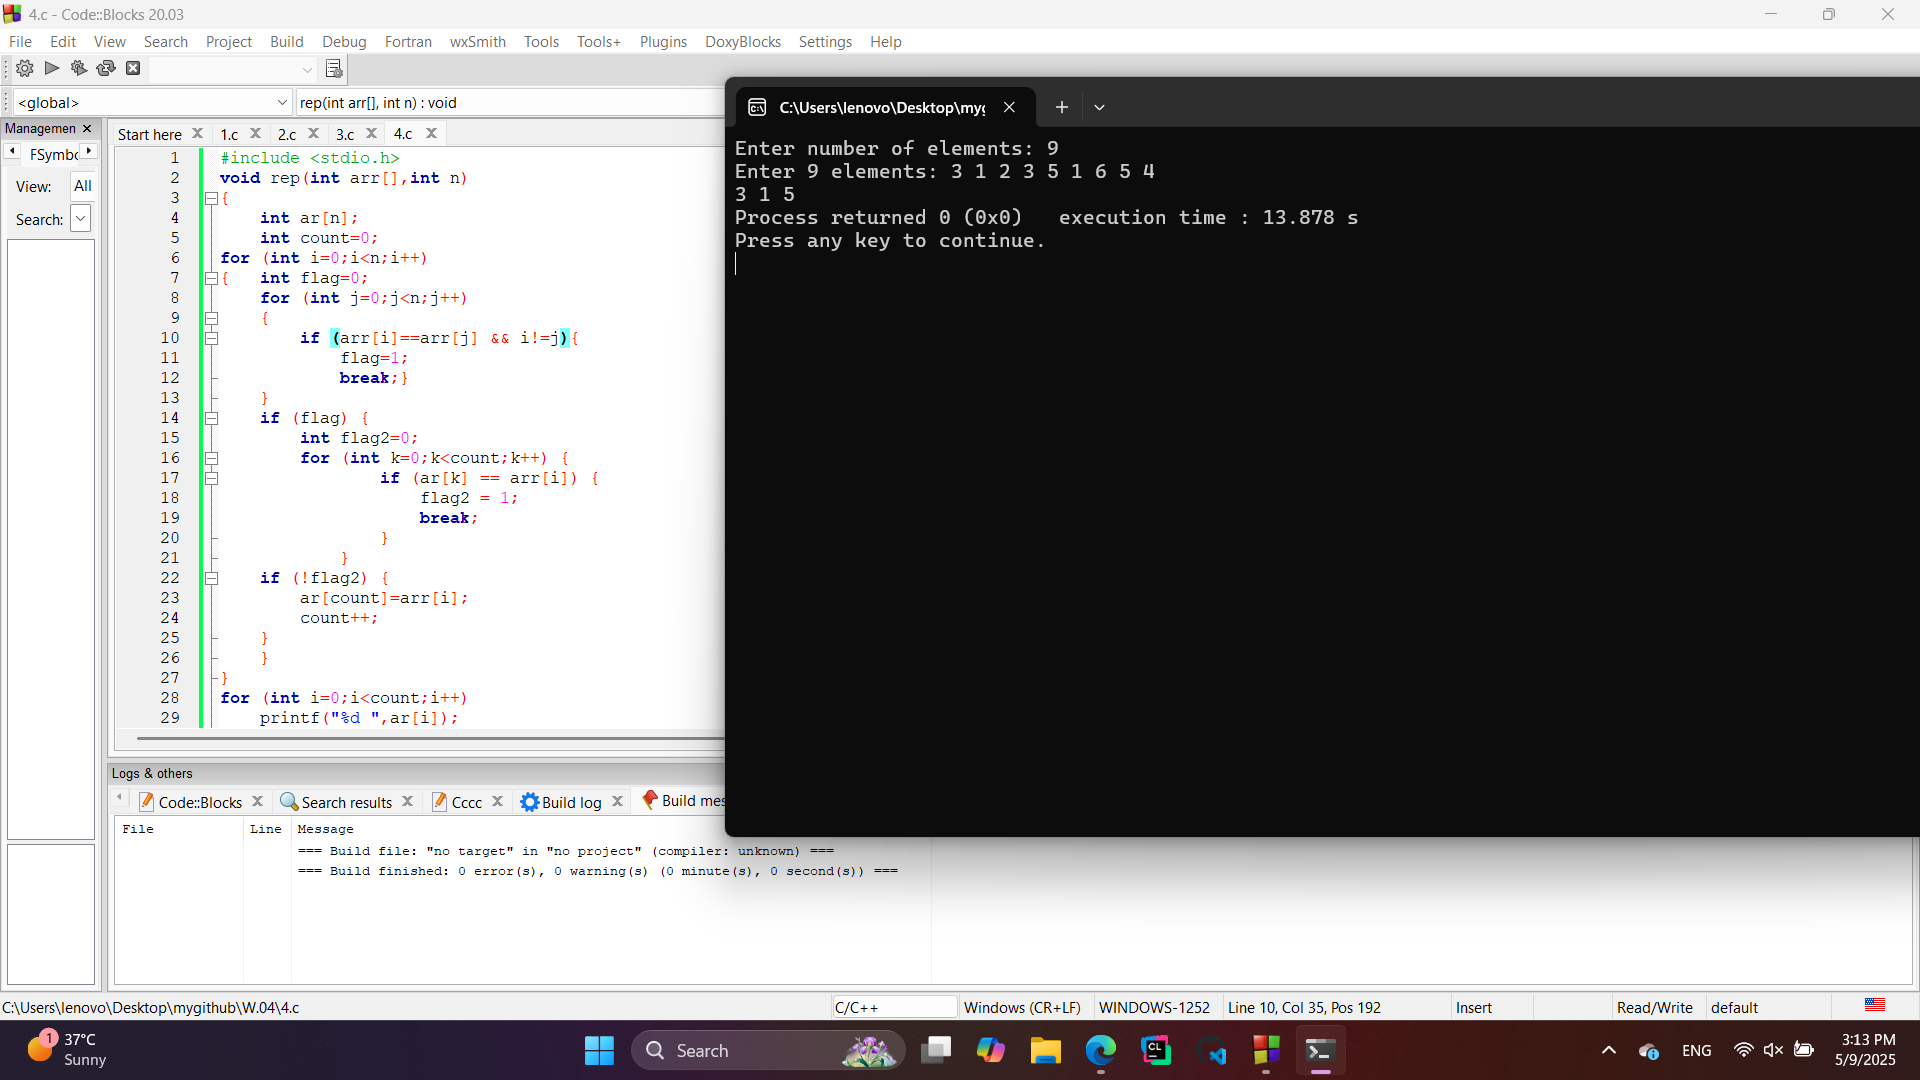 4.c - Code::Blocks 20.03
File Edit View Search Project Build Debug Fortran wxSmith Tools Tools+ Plugins DoxyBlocks Settings Help
<global>
rep(int arr[], int n) : void
Managemen
Start here 1.c 2.c 3.c 4.c
FSymbo
View: All
Search:
1 #include <stdio.h>
2 void rep(int arr[],int n)
3 {
4 int ar[n];
5 int count=0;
6 for (int i=0;i<n;i++)
7 { int flag=0;
8 for (int j=0;j<n;j++)
9 {
10 if (arr[i]==arr[j] && i!=j){
11 flag=1;
12 break;}
13 }
14 if (flag) {
15 int flag2=0;
16 for (int k=0;k<count;k++) {
17 if (ar[k] == arr[i]) {
18 flag2 = 1;
19 break;
20 }
21 }
22 if (!flag2) {
23 ar[count]=arr[i];
24 count++;
25 }
26 }
27 }
28 for (int i=0;i<count;i++)
29 printf("%d ",ar[i]);
C:\Users\lenovo\Desktop\myg
Enter number of elements: 9
Enter 9 elements: 3 1 2 3 5 1 6 5 4
3 1 5
Process returned 0 (0x0) execution time : 13.878 s
Press any key to continue.
Logs & others
Code::Blocks Search results Cccc Build log Build mes
File Line Message
=== Build file: "no target" in "no project" (compiler: unknown) ===
=== Build finished: 0 error(s), 0 warning(s) (0 minute(s), 0 second(s)) ===
C:\Users\lenovo\Desktop\mygithub\W.04\4.c C/C++ Windows (CR+LF) WINDOWS-1252 Line 10, Col 35, Pos 192 Insert Read/Write default
1
37°C
Sunny
Search
CL
ENG
3:13 PM
5/9/2025